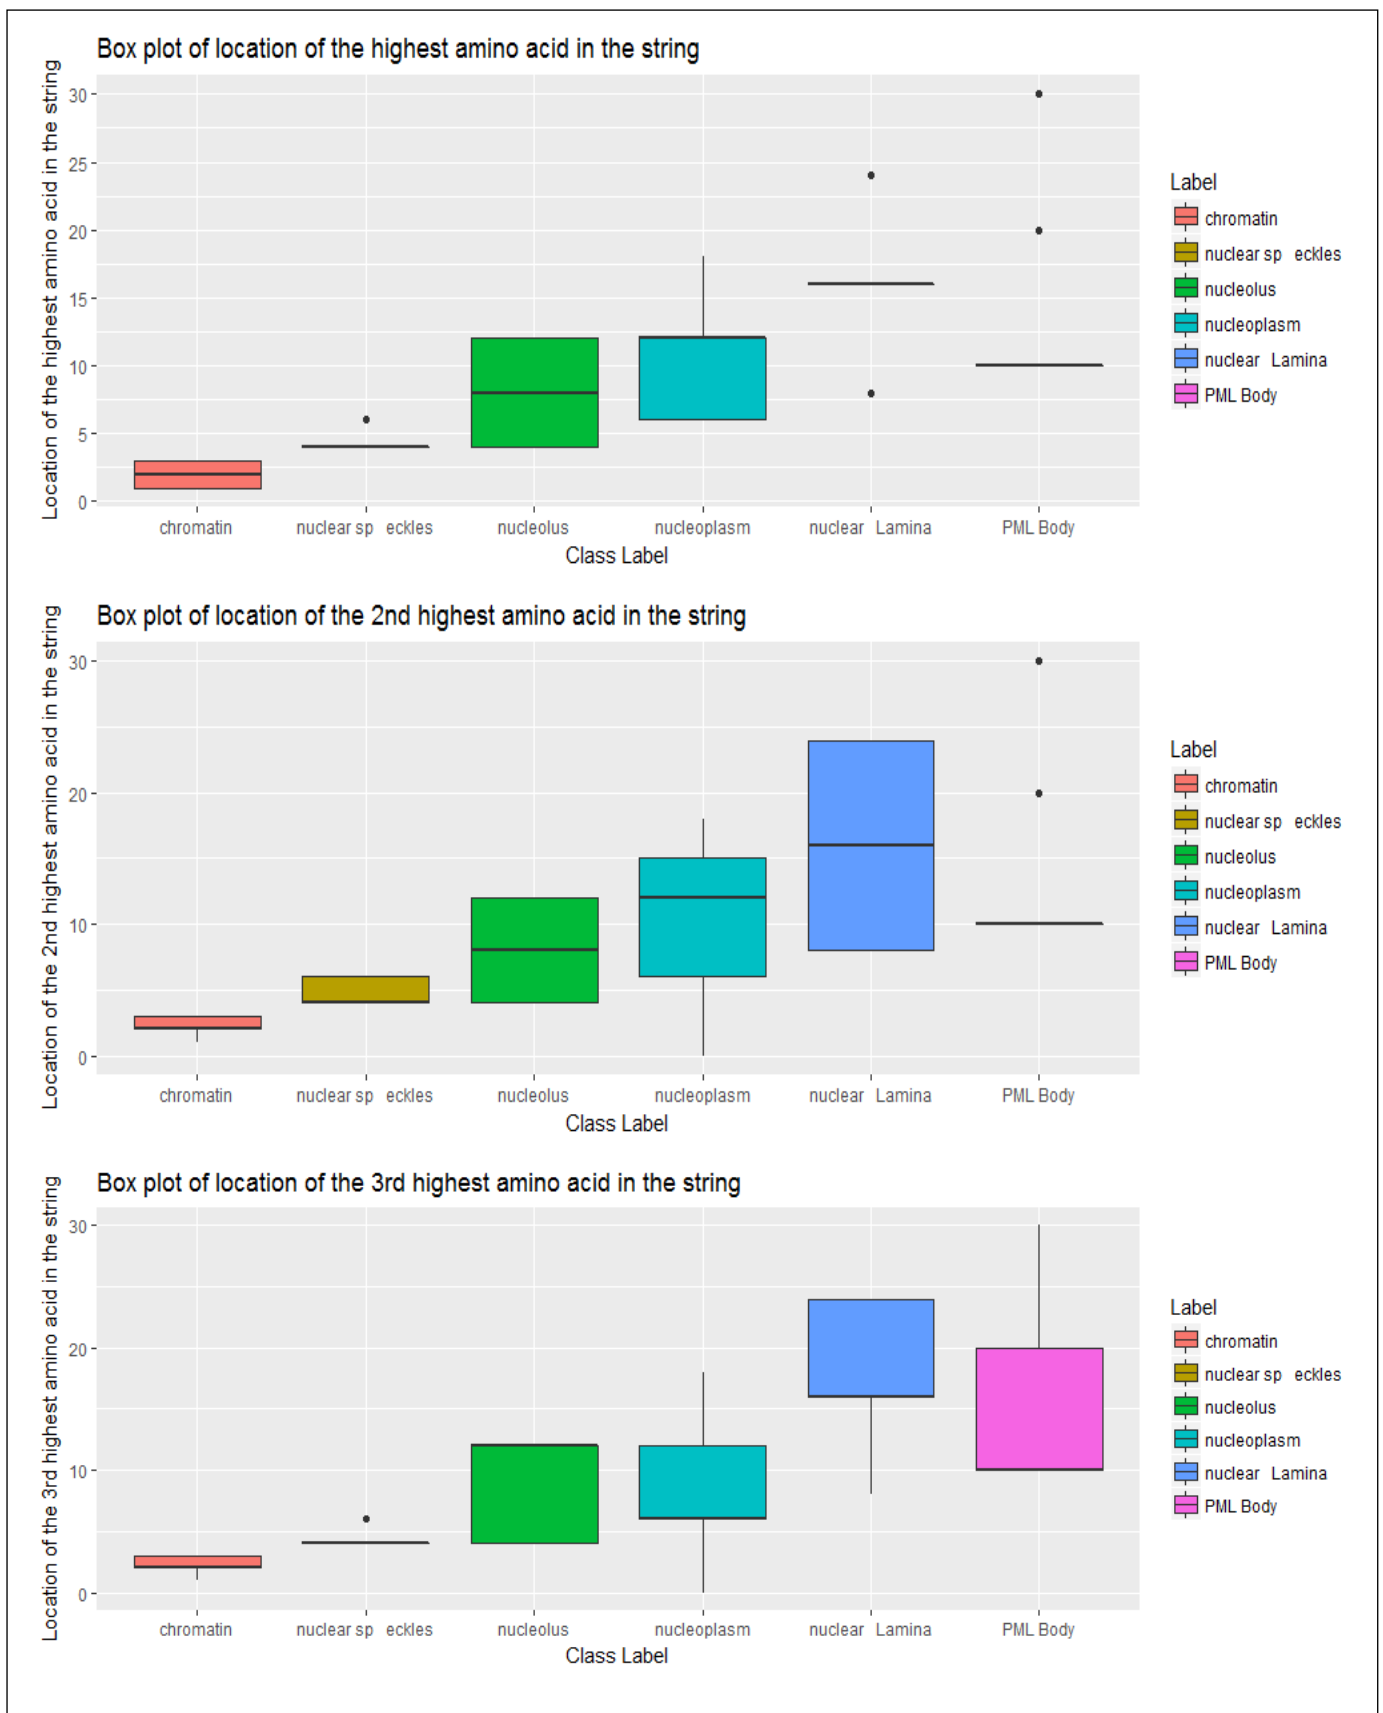 Box plot of location of the highest amino acid in the string
Location of the highest amino acid in the string
30
25
20
15
10
5
0
chromatin nuclear sp eckles nucleolus nucleoplasm nuclear Lamina PML Body
Class Label
Label
chromatin
nuclear sp eckles
nucleolus
nucleoplasm
nuclear Lamina
PML Body
Box plot of location of the 2nd highest amino acid in the string
Location of the 2nd highest amino acid in the string
30
20
10
0
chromatin nuclear sp eckles nucleolus nucleoplasm nuclear Lamina PML Body
Class Label
Label
chromatin
nuclear sp eckles
nucleolus
nucleoplasm
nuclear Lamina
PML Body
Box plot of location of the 3rd highest amino acid in the string
Location of the 3rd highest amino acid in the string
30
20
10
0
chromatin nuclear sp eckles nucleolus nucleoplasm nuclear Lamina PML Body
Class Label
Label
chromatin
nuclear sp eckles
nucleolus
nucleoplasm
nuclear Lamina
PML Body